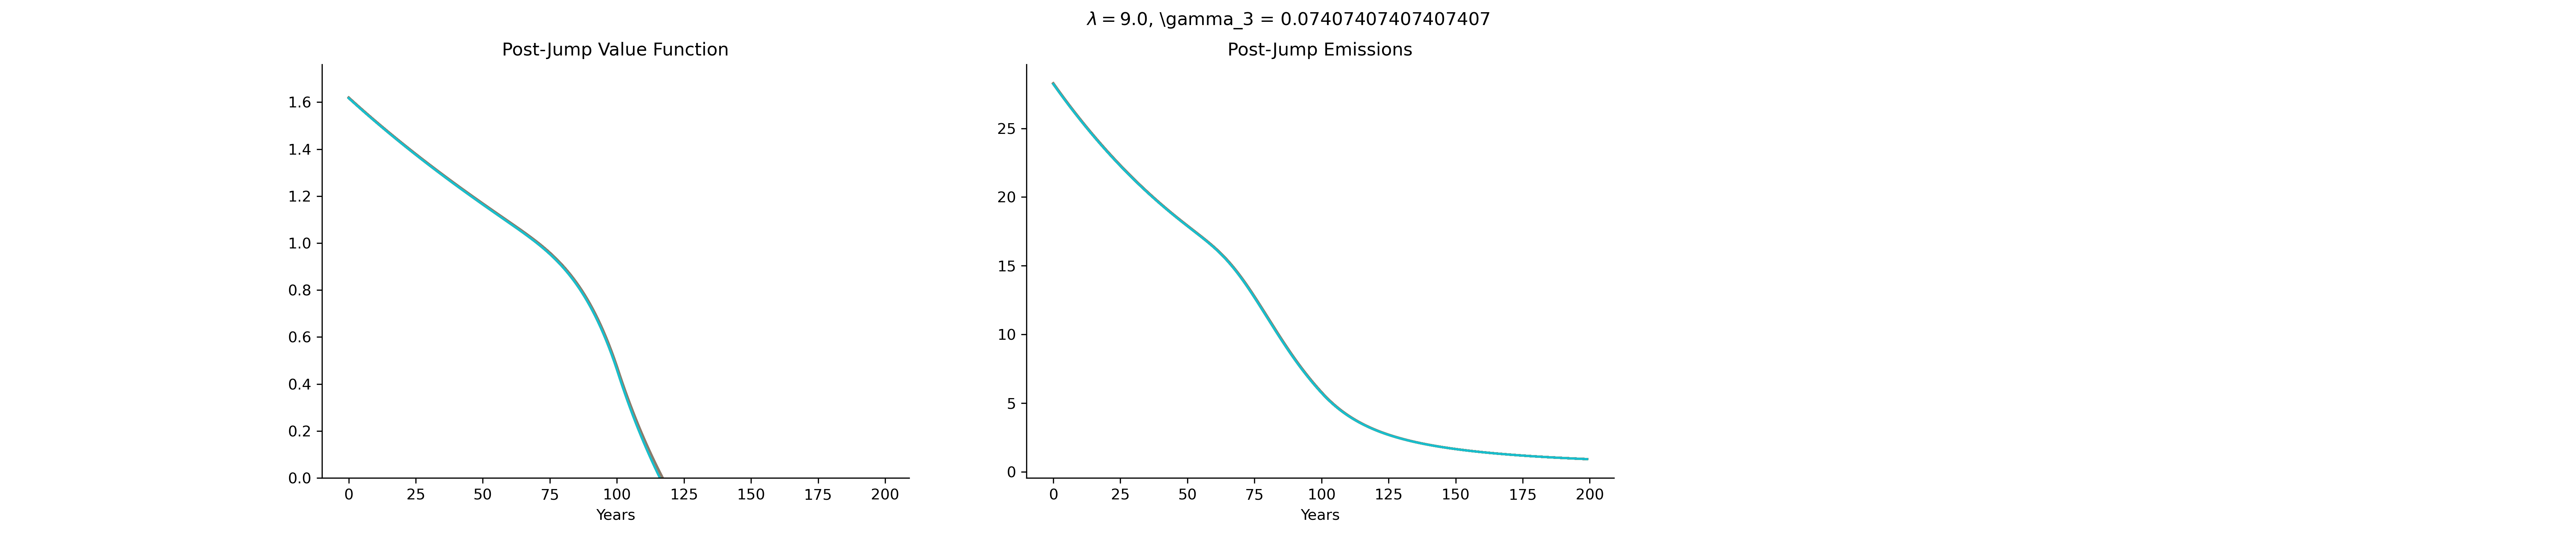 λ = 9.0, \gamma_3 = 0.07407407407407407
Post-Jump Value Function
1.6
1.4
1.2
1.0
0.8
0.6
0.4
0.2
0.0
0 25 50 75 100 125 150 175 200
Years
Post-Jump Emissions
25
20
15
10
5
0
0 25 50 75 100 125 150 175 200
Years